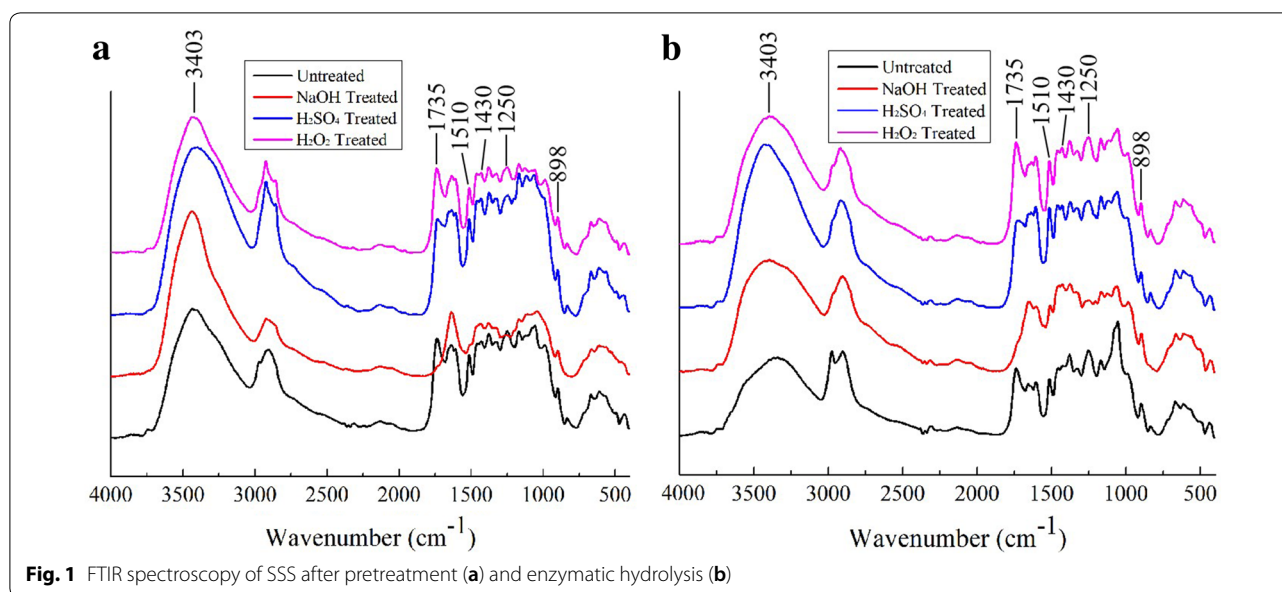 a
3403
Untreated
NaOH Treated
H₂SO₄ Treated
H₂O₂ Treated
1735
1510
1430
1250
898
4000 3500 3000 2500 2000 1500 1000 500
Wavenumber (cm⁻¹)
b
3403
Untreated
NaOH Treated
H₂SO₄ Treated
H₂O₂ Treated
1735
1510
1430
1250
898
4000 3500 3000 2500 2000 1500 1000 500
Wavenumber (cm⁻¹)
Fig. 1 FTIR spectroscopy of SSS after pretreatment (a) and enzymatic hydrolysis (b)